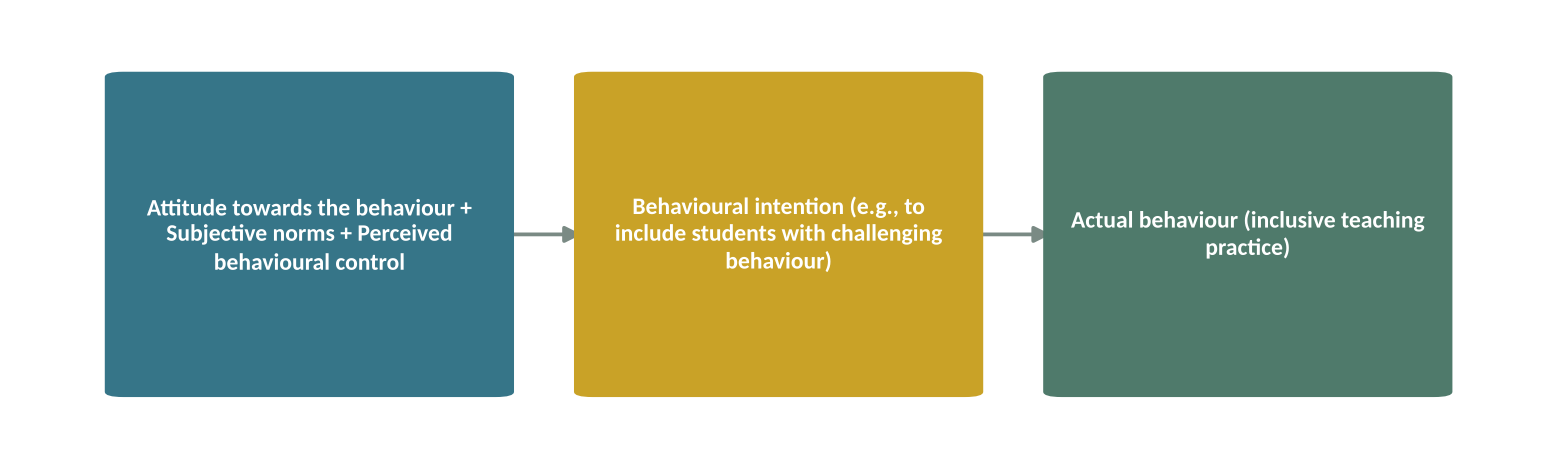 Attitude towards the behaviour +
Subjective norms + Perceived
behavioural control
Behavioural intention (e.g., to
include students with challenging
behaviour)
Actual behaviour (inclusive teaching
practice)